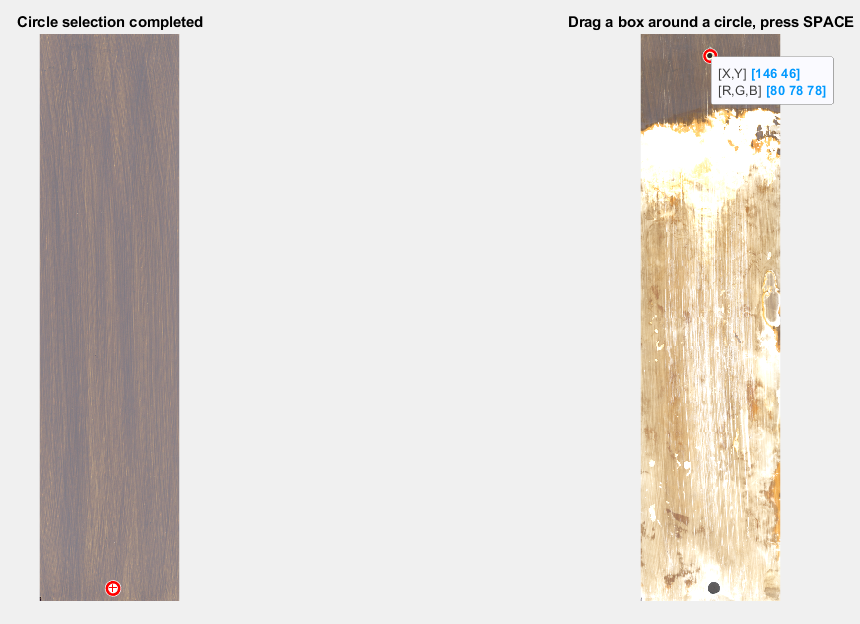 Circle selection completed
Drag a box around a circle, press SPACE
[X,Y] [146 46]
[R,G,B] [80 78 78]